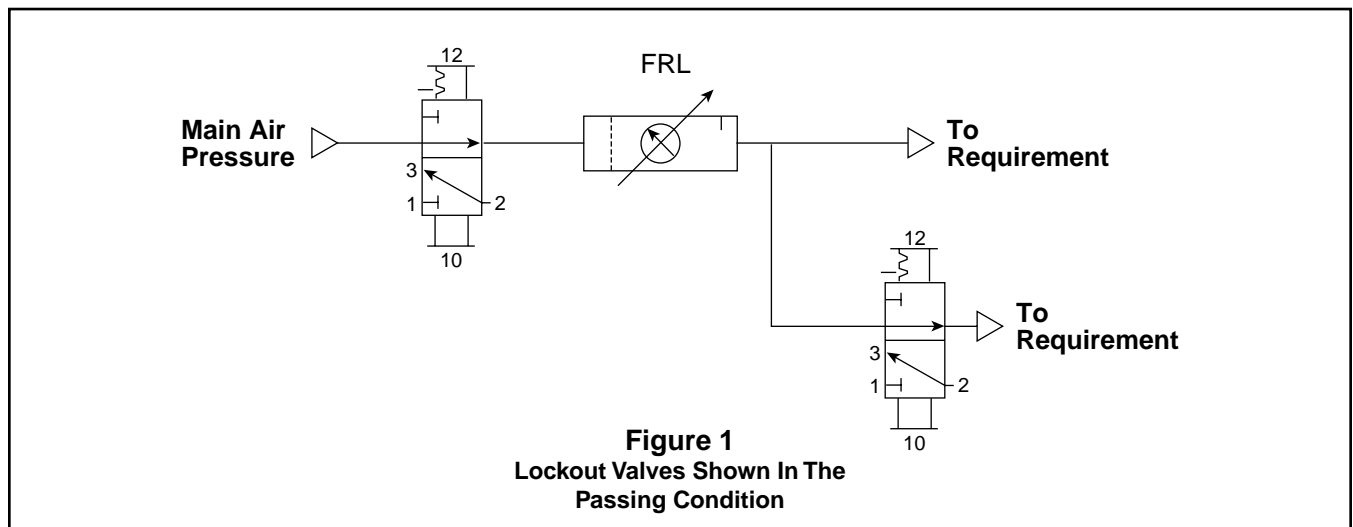 12
FRL
Main Air
Pressure
To
Requirement
3
1
2
10
12
To
Requirement
3
1
2
10
Figure 1
Lockout Valves Shown In The
Passing Condition